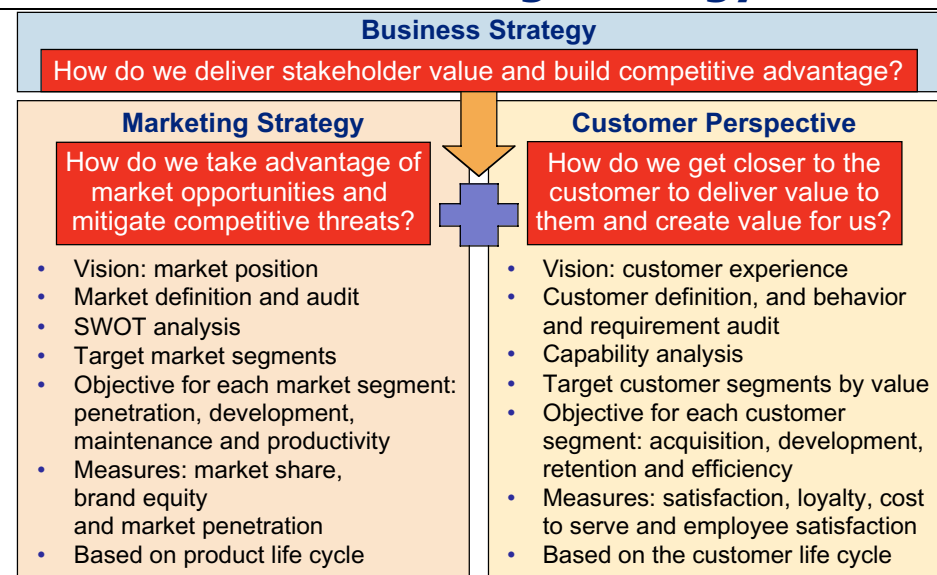 Business Strategy
How do we deliver stakeholder value and build competitive advantage?
Marketing Strategy
How do we take advantage of
market opportunities and
mitigate competitive threats?
• Vision: market position
• Market definition and audit
• SWOT analysis
• Target market segments
• Objective for each market segment:
penetration, development,
maintenance and productivity
• Measures: market share,
brand equity
and market penetration
• Based on product life cycle
Customer Perspective
How do we get closer to the
customer to deliver value to
them and create value for us?
• Vision: customer experience
• Customer definition, and behavior
and requirement audit
• Capability analysis
• Target customer segments by value
• Objective for each customer
segment: acquisition, development,
retention and efficiency
• Measures: satisfaction, loyalty, cost
to serve and employee satisfaction
• Based on the customer life cycle